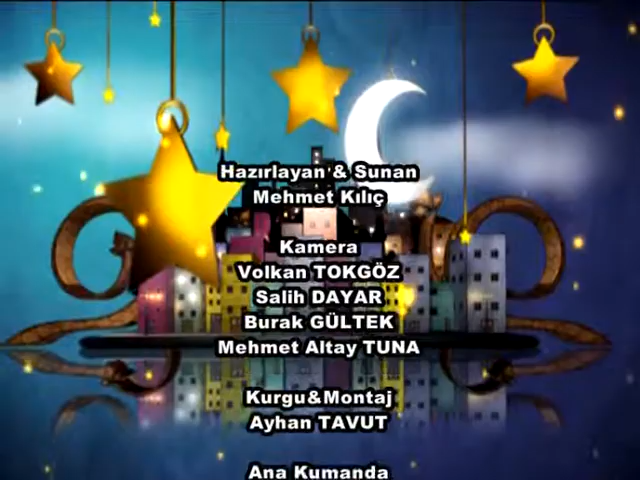 Hazırlayan & Sunan
Mehmet Kılıç
Kamera
Volkan TOKGÖZ
Salih DAYAR
Burak GÜLTEK
Mehmet Altay TUNA
Kurgu&Montaj
Ayhan TAVUT
Ana Kumanda